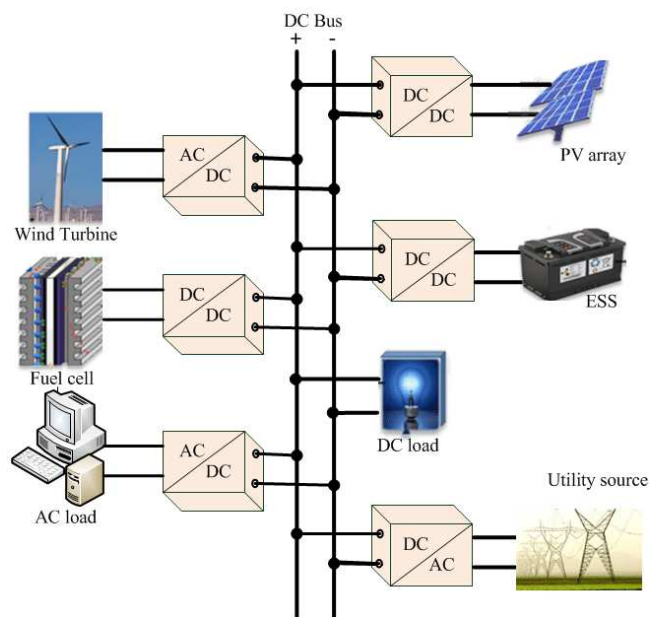 DC Bus
+ -
DC
DC
PV array
AC
DC
Wind Turbine
DC
DC
ESS
DC
DC
Fuel cell
DC load
AC
DC
AC load
Utility source
DC
AC